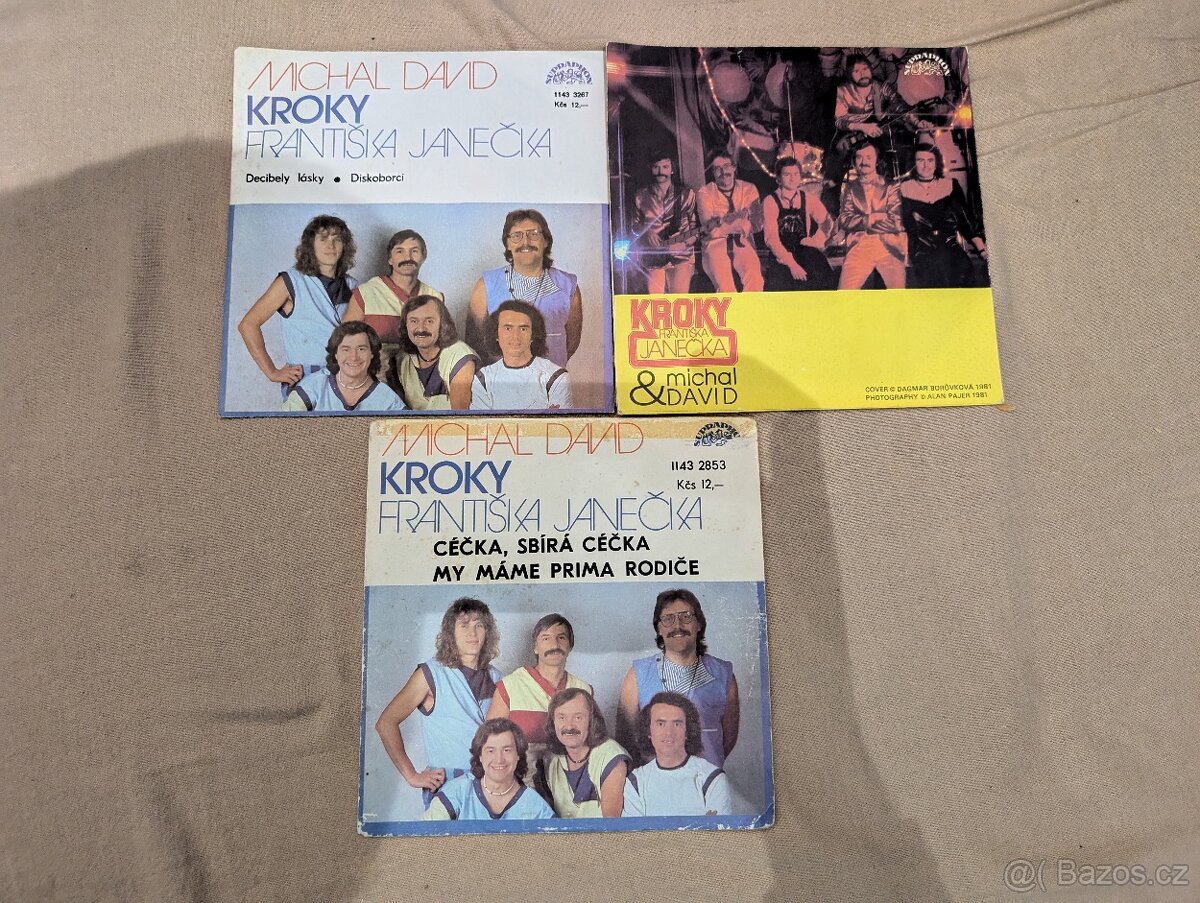 MICHAL DAVID
KROKY
FRANTIŠKA JANEČKA
SUPRAPHON
1143 3267
Kčs 12,—
Decibely lásky • Diskoborci
SUPRAPHON
KROKY
FRANTIŠKA
JANEČKA
& michal
DAVID
COVER © DAGMAR BORŮVKOVÁ 1981
PHOTOGRAPHY © ALAN PAJER 1981
MICHAL DAVID
KROKY
FRANTIŠKA JANEČKA
SUPRAPHON
1143 2853
Kčs 12,—
CÉČKA, SBÍRÁ CÉČKA
MY MÁME PRIMA RODIČE
@( Bazos.cz